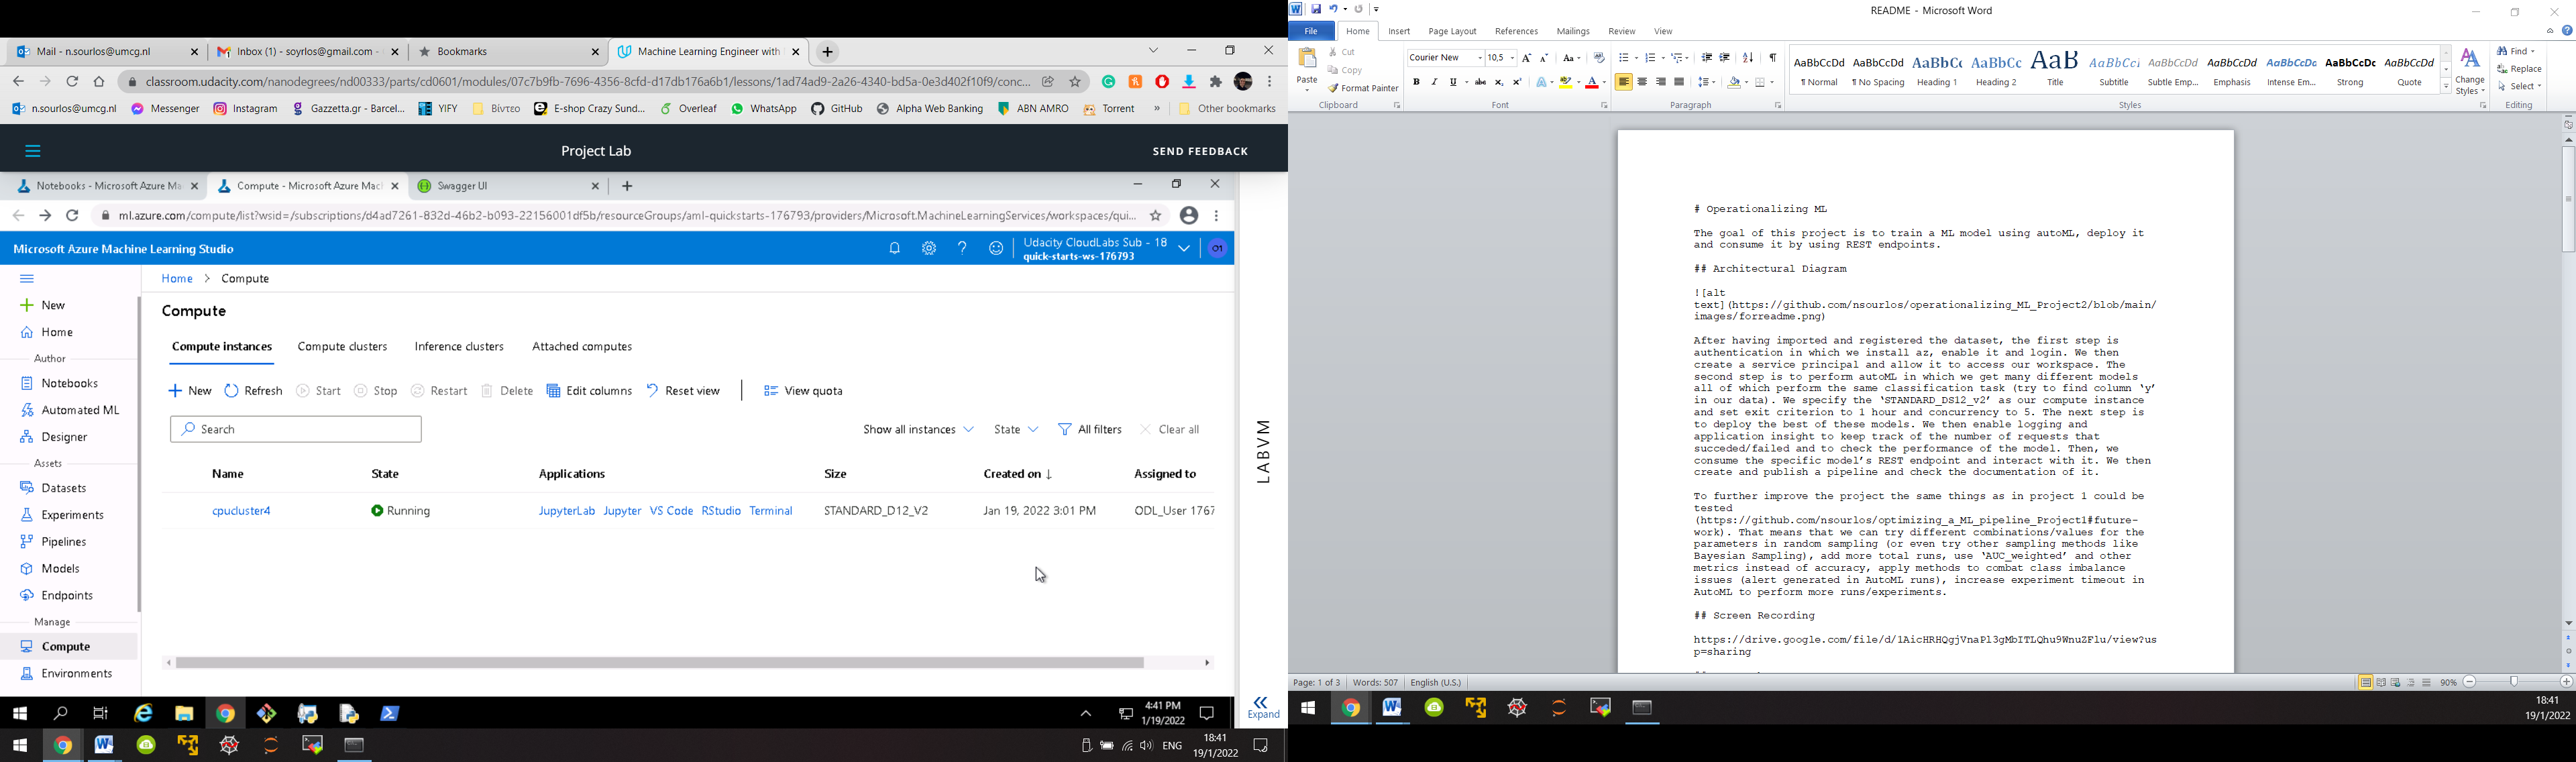 Mail - n.sourlos@umcg.nl
Inbox (1) - soyrlos@gmail.com -
Bookmarks
Machine Learning Engineer with
classroom.udacity.com/nanodegrees/nd00333/parts/cd0601/modules/07c7b9fb-7696-4356-8cfd-d17db176a6b1/lessons/1ad74ad9-2a26-4340-bd5a-0e3d402f10f9/conc...
n.sourlos@umcg.nl
Messenger
Instagram
Gazzetta.gr - Barcel...
YIFY
Βίντεο
E-shop Crazy Sund...
Overleaf
WhatsApp
GitHub
Alpha Web Banking
ABN AMRO
Torrent
»
Other bookmarks
Project Lab
SEND FEEDBACK
Notebooks - Microsoft Azure Ma
Compute - Microsoft Azure Mach
Swagger UI
ml.azure.com/compute/list?wsid=/subscriptions/d4ad7261-832d-46b2-b093-22156001df5b/resourceGroups/aml-quickstarts-176793/providers/Microsoft.MachineLearningServices/workspaces/qui...
Microsoft Azure Machine Learning Studio
Udacity CloudLabs Sub - 18
quick-starts-ws-176793
O1
Home > Compute
New
Home
Author
Notebooks
Automated ML
Designer
Assets
Datasets
Experiments
Pipelines
Models
Endpoints
Manage
Compute
Environments
Compute
Compute instances
Compute clusters
Inference clusters
Attached computes
New
Refresh
Start
Stop
Restart
Delete
Edit columns
Reset view
View quota
Search
Show all instances
State
All filters
Clear all
Name
State
Applications
Size
Created on ↓
Assigned to
cpucluster4
Running
JupyterLab Jupyter VS Code RStudio Terminal
STANDARD_D12_V2
Jan 19, 2022 3:01 PM
ODL_User 1767
LABVM
«
Expand
4:41 PM
1/19/2022
ENG
18:41
19/1/2022
README - Microsoft Word
File
Home
Insert
Page Layout
References
Mailings
Review
View
Paste
Cut
Copy
Format Painter
Clipboard
Courier New
10,5
Font
Paragraph
AaBbCcDd
¶ Normal
AaBbCcDd
¶ No Spacing
AaBbCc
Heading 1
AaBbCc
Heading 2
AaB
Title
AaBbCcI
Subtitle
AaBbCcDd
Subtle Emp...
AaBbCcDd
Emphasis
AaBbCcDd
Intense Em...
AaBbCcDc
Strong
AaBbCcDd
Quote
Styles
Change
Styles
Find
Replace
Select
Editing
# Operationalizing ML
The goal of this project is to train a ML model using autoML, deploy it
and consume it by using REST endpoints.
## Architectural Diagram
![alt
text](https://github.com/nsourlos/operationalizing_ML_Project2/blob/main/
images/forreadme.png)
After having imported and registered the dataset, the first step is
authentication in which we install az, enable it and login. We then
create a service principal and allow it to access our workspace. The
second step is to perform autoML in which we get many different models
all of which perform the same classification task (try to find column ‘y’
in our data). We specify the ‘STANDARD_DS12_v2’ as our compute instance
and set exit criterion to 1 hour and concurrency to 5. The next step is
to deploy the best of these models. We then enable logging and
application insight to keep track of the number of requests that
succeded/failed and to check the performance of the model. Then, we
consume the specific model’s REST endpoint and interact with it. We then
create and publish a pipeline and check the documentation of it.
To further improve the project the same things as in project 1 could be
tested
(https://github.com/nsourlos/optimizing_a_ML_pipeline_Project1#future-
work). That means that we can try different combinations/values for the
parameters in random sampling (or even try other sampling methods like
Bayesian Sampling), add more total runs, use ‘AUC_weighted’ and other
metrics instead of accuracy, apply methods to combat class imbalance
issues (alert generated in AutoML runs), increase experiment timeout in
AutoML to perform more runs/experiments.
## Screen Recording
https://drive.google.com/file/d/1AicHRHQgjVnaPl3gMbITLQhu9WnuZFlu/view?us
p=sharing
Page: 1 of 3
Words: 507
English (U.S.)
90%
18:41
19/1/2022